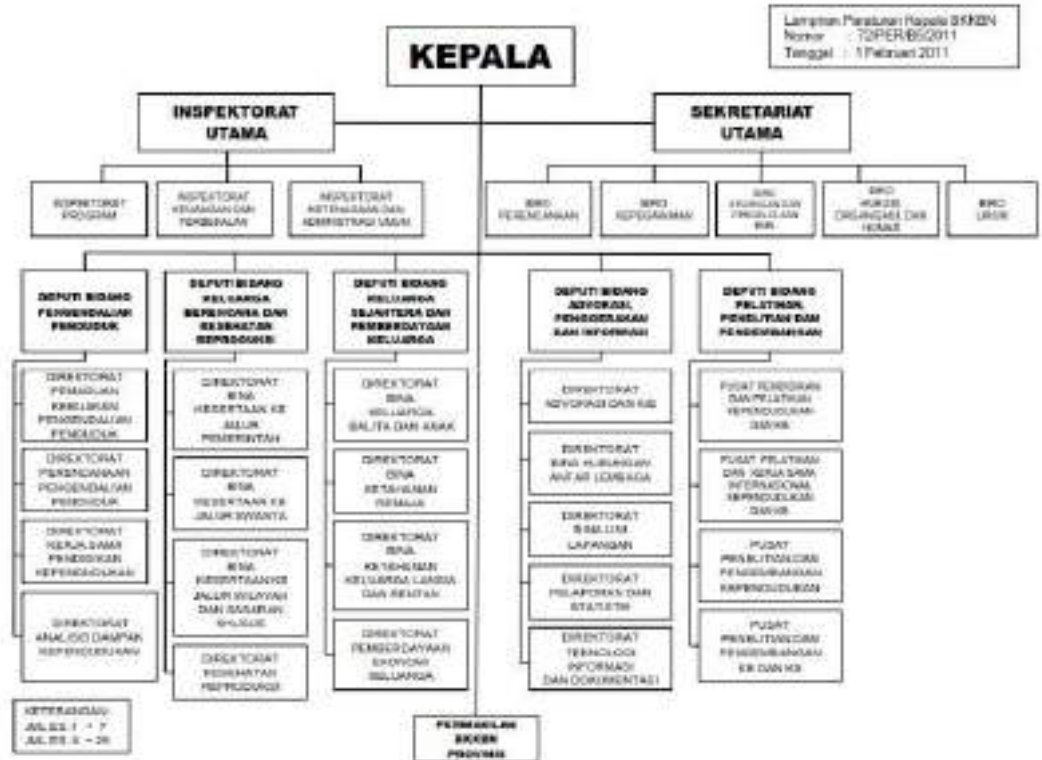 Lampiran Peraturan Kepala BKKBN
Nomor : 72/PER/B5/2011
Tanggal : 1 Februari 2011
KEPALA
INSPEKTORAT
UTAMA
SEKRETARIAT
UTAMA
INSPEKTORAT
PROGRAM
INSPEKTORAT
KEUANGAN DAN
PERBEKALAN
INSPEKTORAT
KETENAGAAN DAN
ADMINISTRASI UMUM
BIRO
PERENCANAAN
BIRO
KEPEGAWAIAN
BIRO
KEUANGAN DAN
PENGELOLAAN
BMN
BIRO
HUKUM
ORGANISASI, DAN
HUMAS
BIRO
UMUM
DEPUTI BIDANG
PENGENDALIAN
PENDUDUK
DEPUTI BIDANG
KELUARGA
BERENCANA DAN
KESEHATAN
REPRODUKSI
DEPUTI BIDANG
KELUARGA
SEJAHTERA DAN
PEMBERDAYAAN
KELUARGA
DEPUTI BIDANG
ADVOKASI,
PENGGERAKAN
DAN INFORMASI
DEPUTI BIDANG
PELATIHAN,
PENELITIAN DAN
PENGEMBANGAN
DIREKTORAT
PEMADUAN
KEBIJAKAN
PENGENDALIAN
PENDUDUK
DIREKTORAT
PERENCANAAN
PENGENDALIAN
PENDUDUK
DIREKTORAT
KERJA SAMA
PENDIDIKAN
KEPENDUDUKAN
DIREKTORAT
ANALISIS DAMPAK
KEPENDUDUKAN
DIREKTORAT
BINA
KESERTAAN KB
JALUR
PEMERINTAH
DIREKTORAT
BINA
KESERTAAN KB
JALUR SWASTA
DIREKTORAT
BINA
KESERTAAN KB
JALUR WILAYAH
DAN SASARAN
KHUSUS
DIREKTORAT
KESEHATAN
REPRODUKSI
DIREKTORAT
BINA
KELUARGA
BALITA DAN ANAK
DIREKTORAT
BINA
KETAHANAN
REMAJA
DIREKTORAT
BINA
KETAHANAN
KELUARGA LANSIA
DAN RENTAN
DIREKTORAT
PEMBERDAYAAN
EKONOMI
KELUARGA
DIREKTORAT
ADVOKASI DAN KIE
DIREKTORAT
BINA HUBUNGAN
ANTAR LEMBAGA
DIREKTORAT
BINA LINI
LAPANGAN
DIREKTORAT
PELAPORAN DAN
STATISTIK
DIREKTORAT
TEKNOLOGI
INFORMASI
DAN DOKUMENTASI
PUSAT PENDIDIKAN
DAN PELATIHAN
KEPENDUDUKAN
DAN KB
PUSAT PELATIHAN
DAN KERJA SAMA
INTERNASIONAL
KEPENDUDUKAN
DAN KB
PUSAT
PENELITIAN DAN
PENGEMBANGAN
KEPENDUDUKAN
PUSAT
PENELITIAN DAN
PENGEMBANGAN
KB DAN KS
KETERANGAN:
JML ES. I = 7
JML ES. II =
PERWAKILAN
BKKBN
PROVINSI